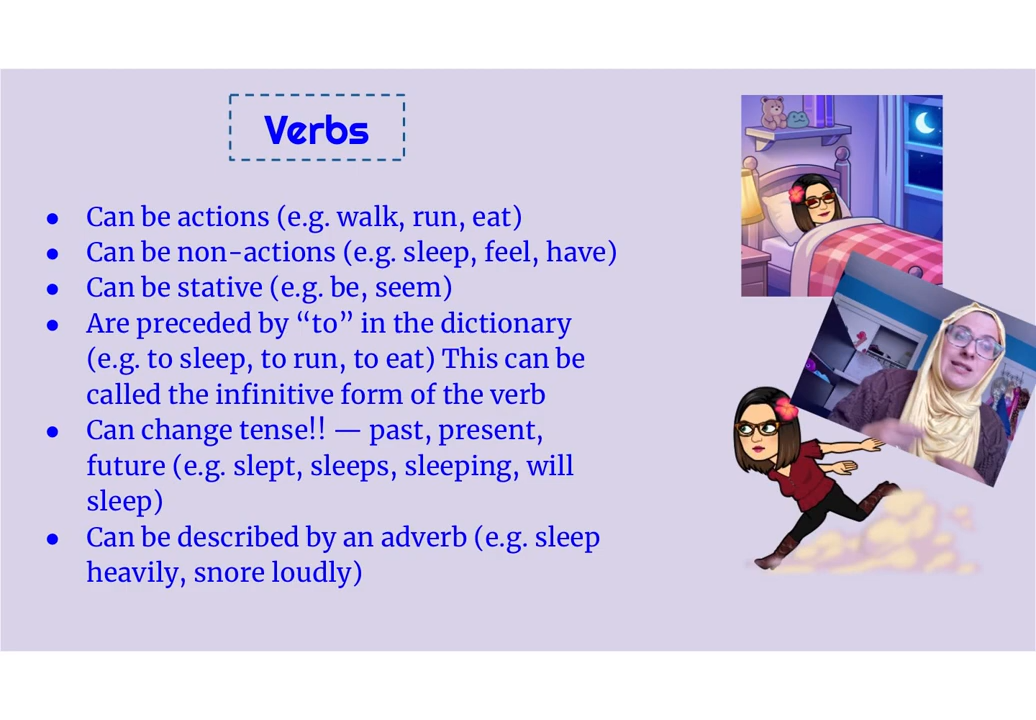 Verbs
● Can be actions (e.g. walk, run, eat)
● Can be non-actions (e.g. sleep, feel, have)
● Can be stative (e.g. be, seem)
● Are preceded by “to” in the dictionary
(e.g. to sleep, to run, to eat) This can be
called the infinitive form of the verb
● Can change tense!! — past, present,
future (e.g. slept, sleeps, sleeping, will
sleep)
● Can be described by an adverb (e.g. sleep
heavily, snore loudly)